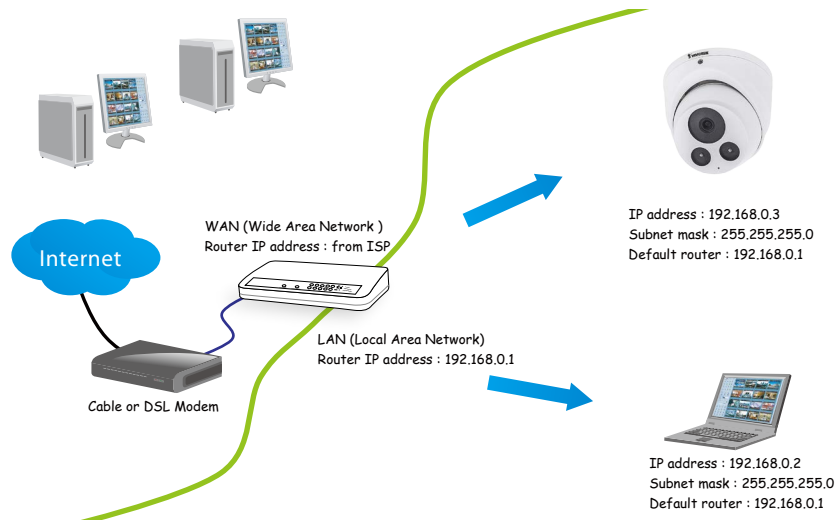 WAN (Wide Area Network )
Router IP address : from ISP
Internet
Cable or DSL Modem
LAN (Local Area Network)
Router IP address : 192.168.0.1
IP address : 192.168.0.3
Subnet mask : 255.255.255.0
Default router : 192.168.0.1
IP address : 192.168.0.2
Subnet mask : 255.255.255.0
Default router : 192.168.0.1